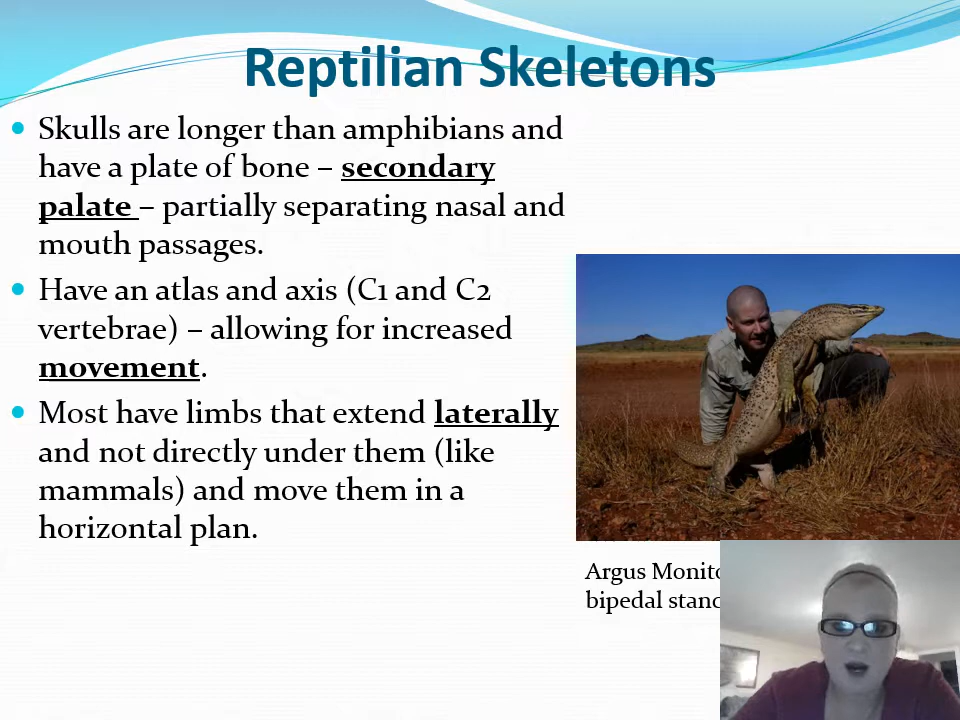 Reptilian Skeletons
Skulls are longer than amphibians and
have a plate of bone – secondary
palate – partially separating nasal and
mouth passages.
Have an atlas and axis (C1 and C2
vertebrae) – allowing for increased
movement.
Most have limbs that extend laterally
and not directly under them (like
mammals) and move them in a
horizontal plan.
Argus
bipedal